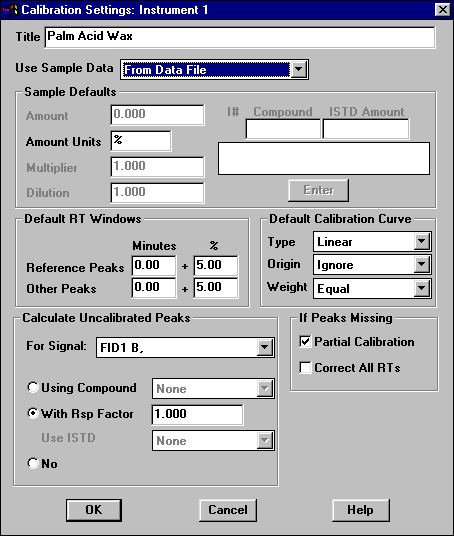 Calibration Settings: Instrument 1
Title Palm Acid Wax
Use Sample Data From Data File
Sample Defaults
Amount 0.000
I# Compound ISTD Amount
Amount Units %
Multiplier 1.000
Dilution 1.000
Enter
Default RT Windows
Minutes %
Reference Peaks 0.00 + 5.00
Other Peaks 0.00 + 5.00
Default Calibration Curve
Type Linear
Origin Ignore
Weight Equal
Calculate Uncalibrated Peaks
For Signal: FID1 B,
Using Compound None
With Rsp Factor 1.000
Use ISTD None
No
If Peaks Missing
Partial Calibration
Correct All RTs
OK Cancel Help